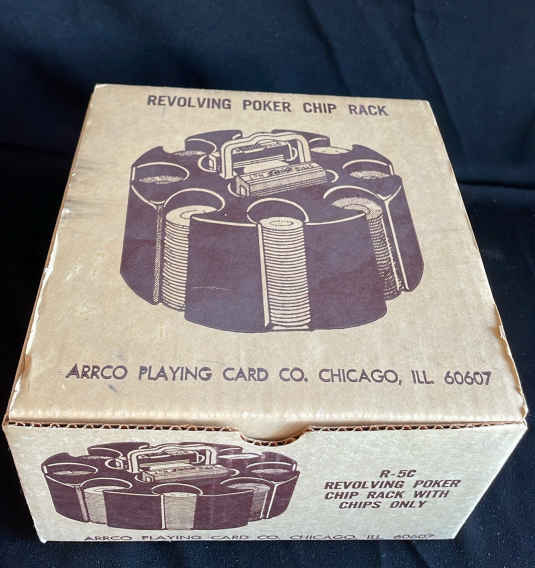 REVOLVING POKER CHIP RACK
ARRCO PLAYING CARD CO. CHICAGO, ILL. 60607
R-5C
REVOLVING POKER
CHIP RACK WITH
CHIPS ONLY
ARRCO PLAYING CARD CO. CHICAGO, ILL. 60607